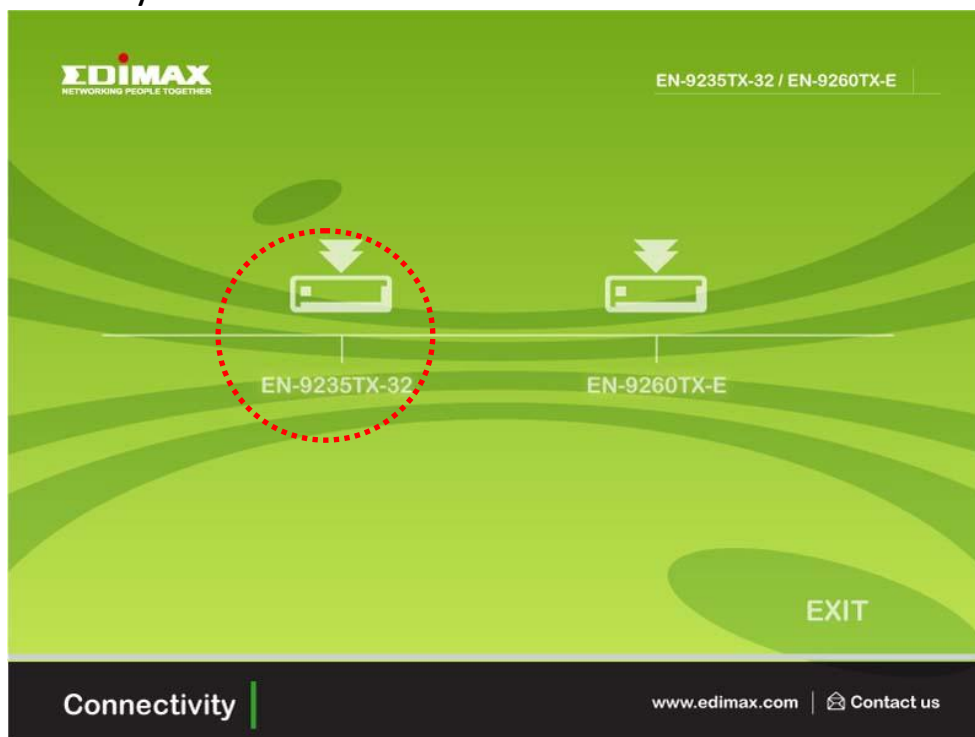 EDIMAX
NETWORKING PEOPLE TOGETHER
EN-9235TX-32 / EN-9260TX-E
EN-9235TX-32
EN-9260TX-E
EXIT
Connectivity
www.edimax.com | Contact us